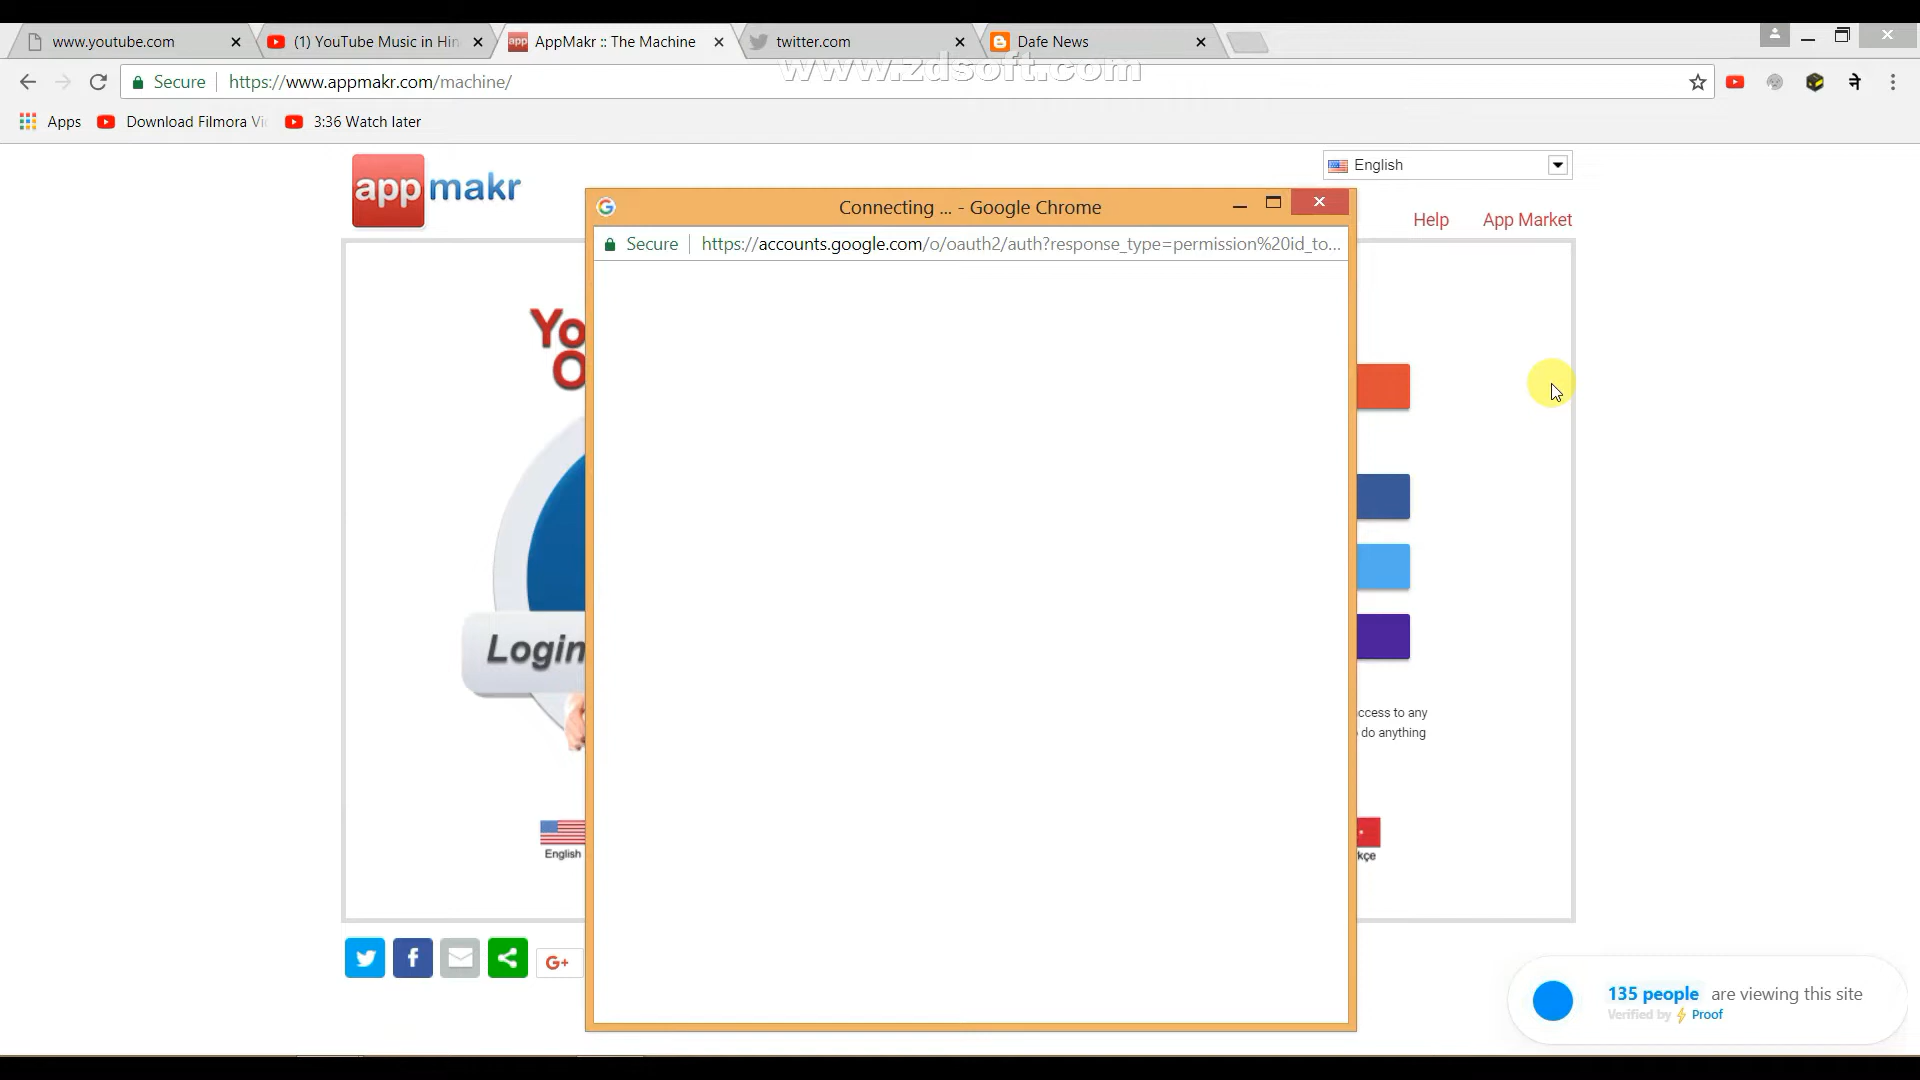 www.youtube.com
(1) YouTube Music in Hin
AppMakr :: The Machine
twitter.com
Dafe News
www.zdsoft.com
Secure
https://www.appmakr.com/machine/
Apps
Download Filmora Vi
3:36 Watch later
appmakr
English
Help
App Market
Connecting ... - Google Chrome
Secure
https://accounts.google.com/o/oauth2/auth?response_type=permission%20id_to...
Yo
O
Login
ccess to any
do anything
English
kçe
G+
135 people are viewing this site
Verified by Proof